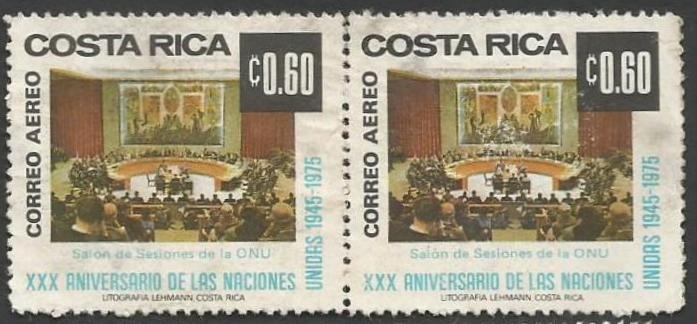 COSTA RICA
₡0.60
CORREO AEREO
Salón de Sesiones de la ONU
XXX ANIVERSARIO DE LAS NACIONES
UNIDAS 1945-1975
LITOGRAFIA LEHMANN, COSTA RICA
COSTA RICA
₡0.60
CORREO AEREO
Salón de Sesiones de la ONU
XXX ANIVERSARIO DE LAS NACIONES
UNIDAS 1945-1975
LITOGRAFIA LEHMANN, COSTA RICA.